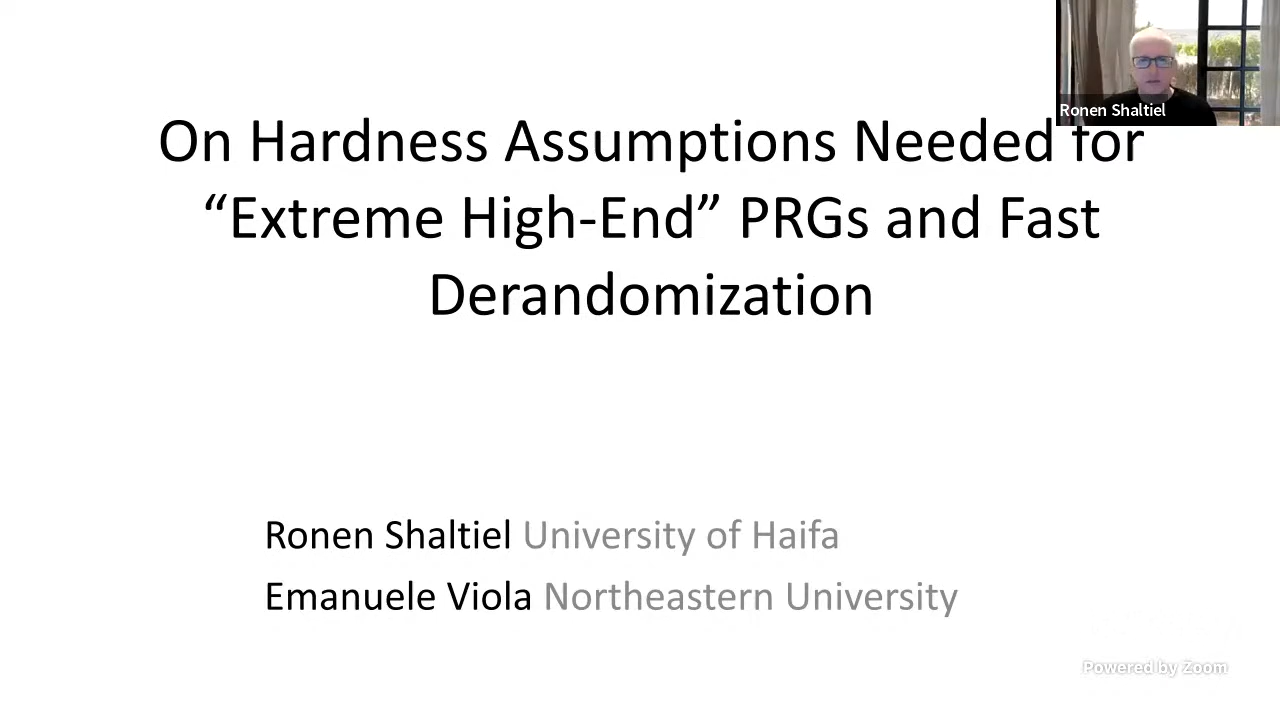 Ronen Shaltiel
On Hardness Assumptions Needed for
“Extreme High-End” PRGs and Fast
Derandomization
Ronen Shaltiel University of Haifa
Emanuele Viola Northeastern University
Powered by Zoom